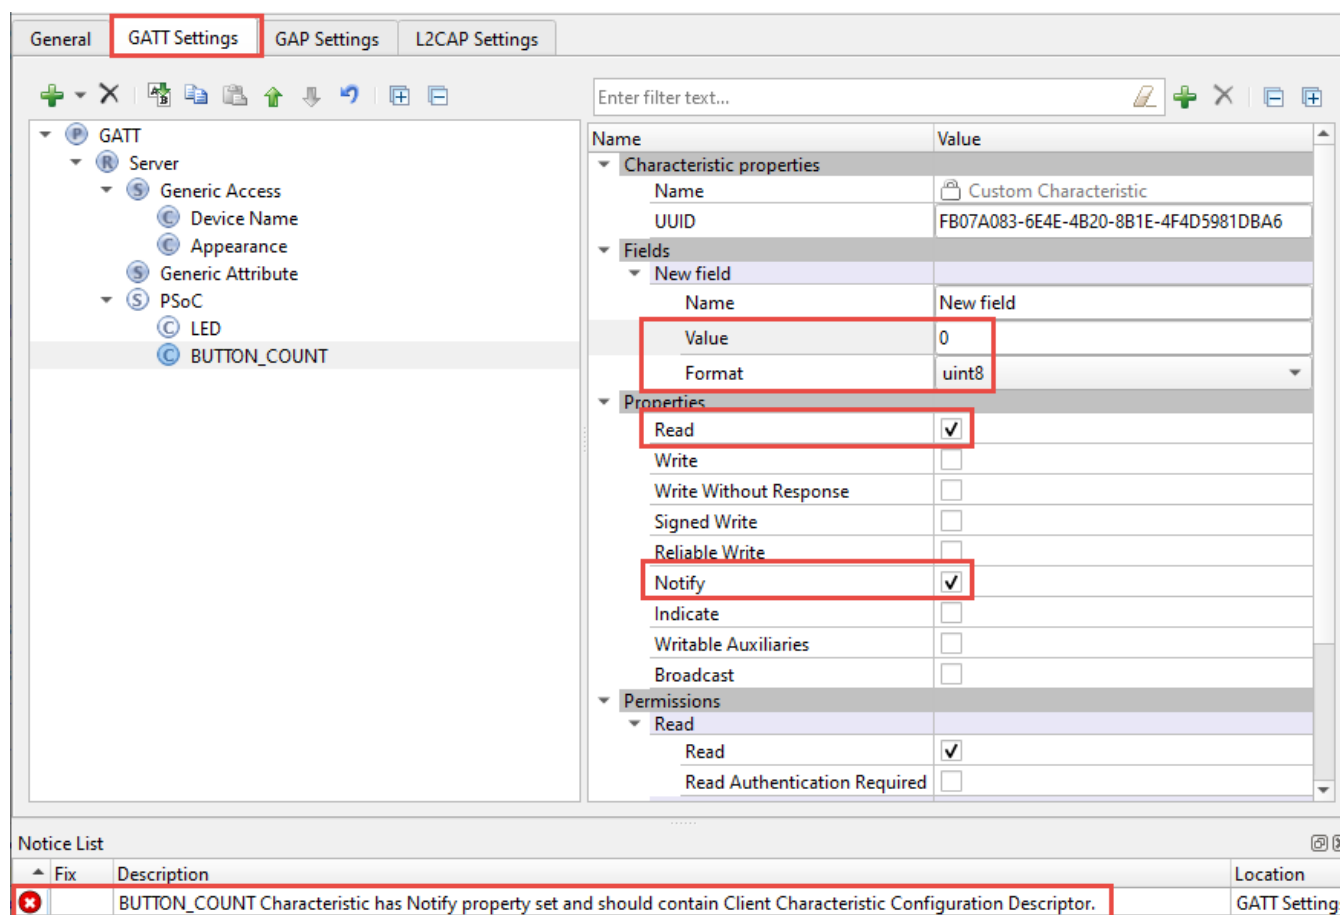 General GATT Settings GAP Settings L2CAP Settings
Enter filter text...
GATT
Server
Generic Access
Device Name
Appearance
Generic Attribute
PSoC
LED
BUTTON_COUNT
Name Value
Characteristic properties
Name Custom Characteristic
UUID FB07A083-6E4E-4B20-8B1E-4F4D5981DBA6
Fields
New field
Name New field
Value 0
Format uint8
Properties
Read
Write
Write Without Response
Signed Write
Reliable Write
Notify
Indicate
Writable Auxiliaries
Broadcast
Permissions
Read
Read
Read Authentication Required
Notice List
Fix Description Location
BUTTON_COUNT Characteristic has Notify property set and should contain Client Characteristic Configuration Descriptor. GATT Setting